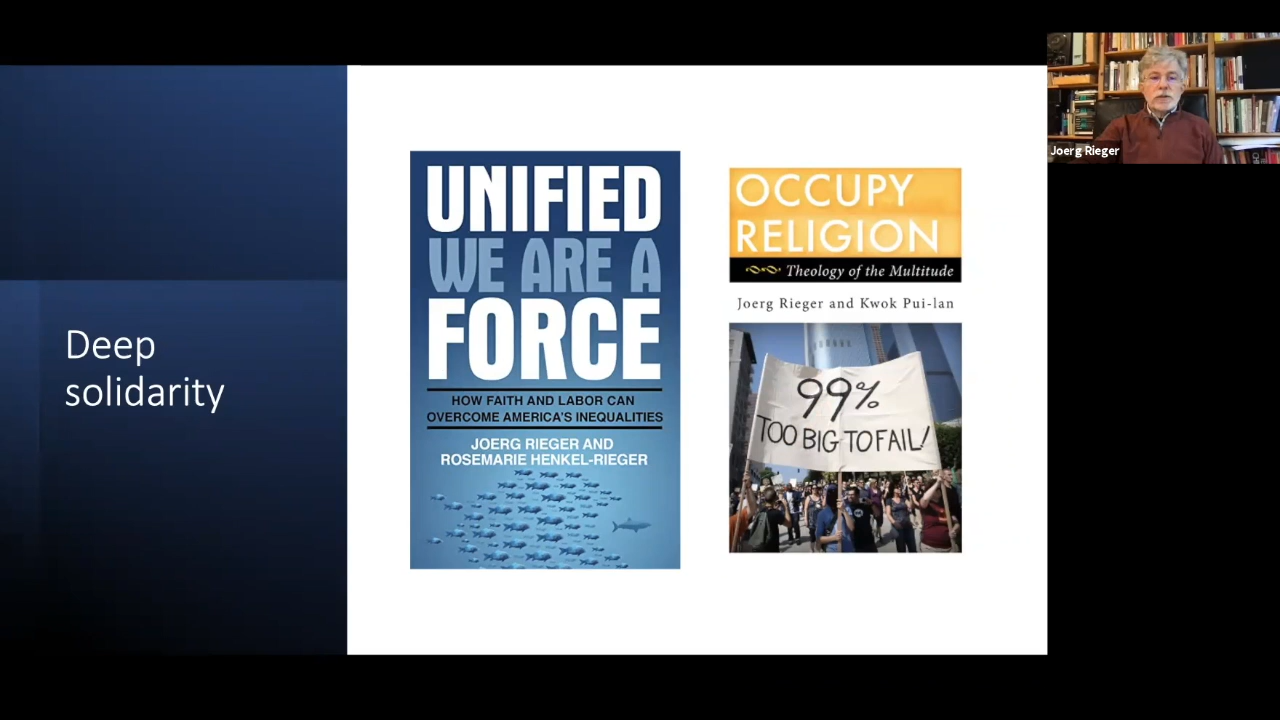 Deep
solidarity
UNIFIED
WE ARE A
FORCE
HOW FAITH AND LABOR CAN
OVERCOME AMERICA'S INEQUALITIES
JOERG RIEGER AND
ROSEMARIE HENKEL-RIEGER
OCCUPY
RELIGION
Theology of the Multitude
Joerg Rieger and Kwok Pui-lan
99%
TOO BIG TO FAIL!
Joerg Rieger